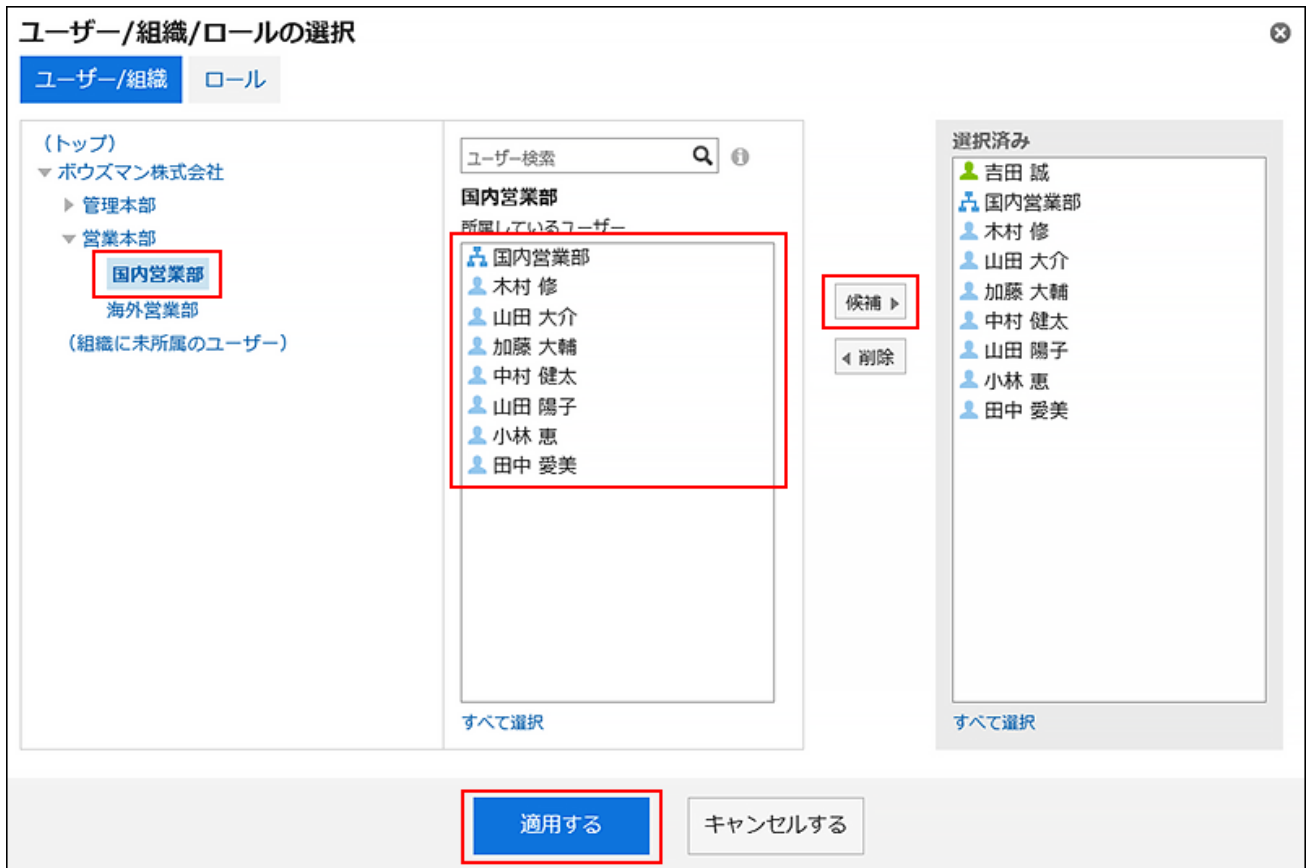 ユーザー/組織/ロールの選択
ユーザー/組織
ロール
(トップ)
ボウズマン株式会社
管理本部
営業本部
国内営業部
海外営業部
(組織に未所属のユーザー)
ユーザー検索
国内営業部
所属しているユーザー
国内営業部
木村 修
山田 大介
加藤 大輔
中村 健太
山田 陽子
小林 恵
田中 愛美
すべて選択
候補
削除
選択済み
吉田 誠
国内営業部
木村 修
山田 大介
加藤 大輔
中村 健太
山田 陽子
小林 恵
田中 愛美
すべて選択
適用する
キャンセルする